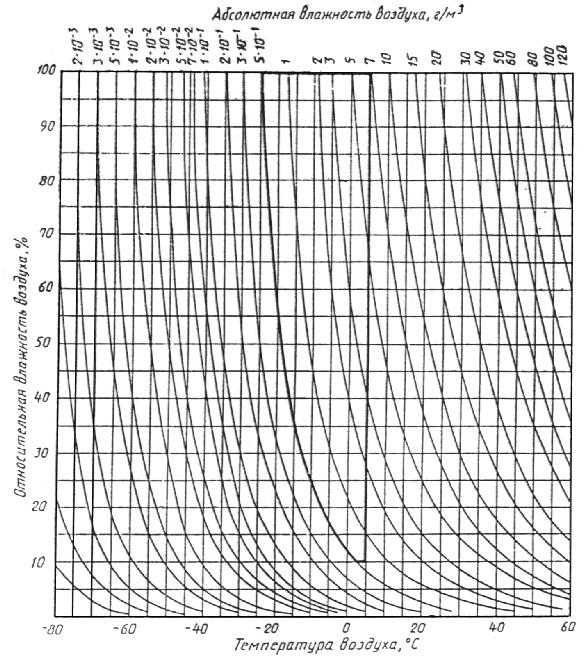 Абсолютная влажность воздуха, г/м³
2·10⁻³ 3·10⁻³ 5·10⁻³ 1·10⁻² 2·10⁻² 3·10⁻² 5·10⁻² 7·10⁻² 1·10⁻¹ 2·10⁻¹ 3·10⁻¹ 5·10⁻¹ 1 2 3 5 7 10 15 20 30 40 50 60 80 100 120
Относительная влажность воздуха, %
100
90
80
70
60
50
40
30
20
10
-80 -60 -40 -20 0 20 40 60
Температура воздуха, °С